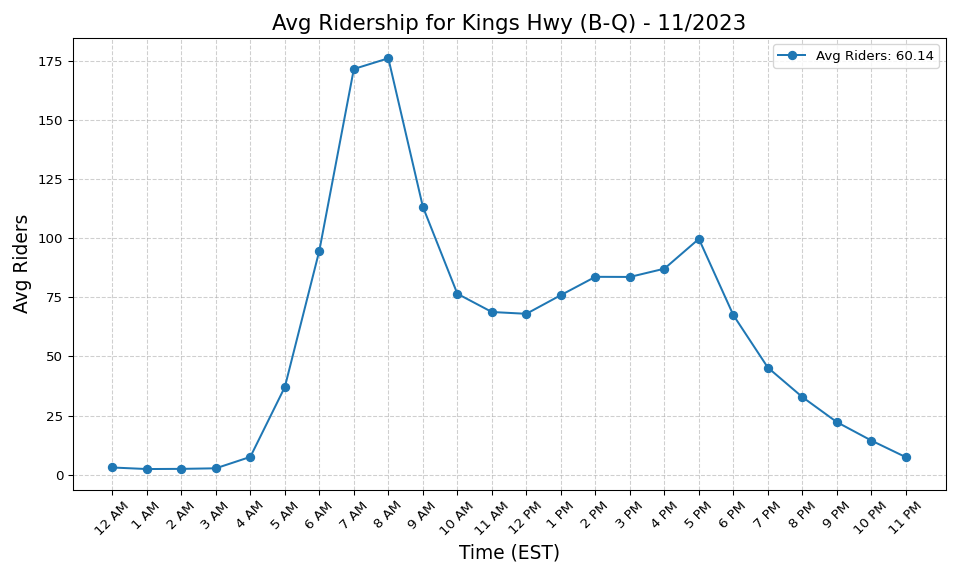 Avg Ridership for Kings Hwy (B-Q) - 11/2023
Avg Riders: 60.14
Avg Riders
175
150
125
100
75
50
25
0
12 AM
1 AM
2 AM
3 AM
4 AM
5 AM
6 AM
7 AM
8 AM
9 AM
10 AM
11 AM
12 PM
1 PM
2 PM
3 PM
4 PM
5 PM
6 PM
7 PM
8 PM
9 PM
10 PM
11 PM
Time (EST)